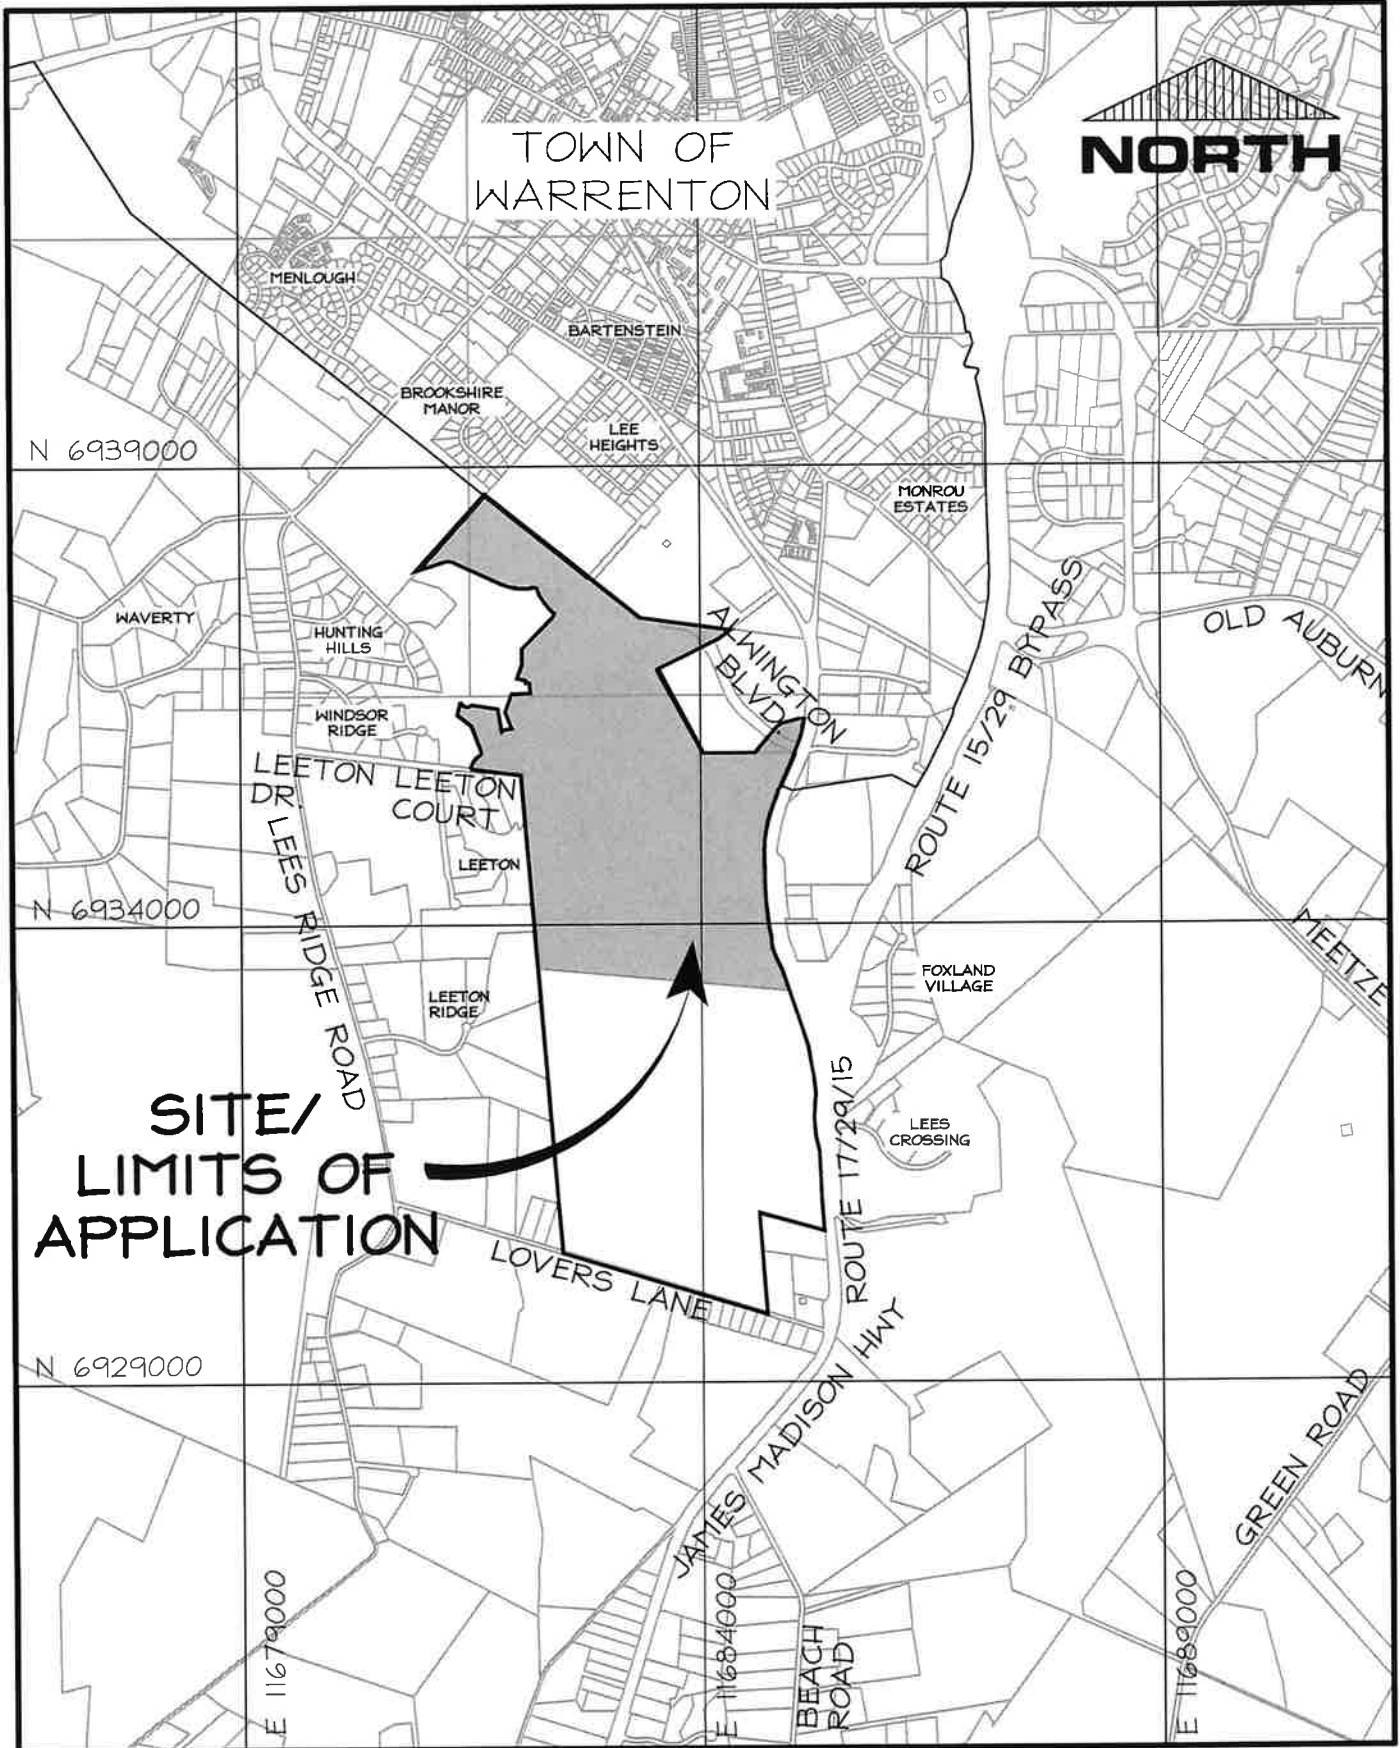 TOWN OF
WARRENTON
NORTH
MENLOUGH
BARTENSTEIN
BROOKSHIRE
MANOR
LEE
HEIGHTS
N 6939000
MONROU
ESTATES
WAVERTY
HUNTING
HILLS
ALWINGTON
BLVD.
ROUTE 15/29 BYPASS
OLD AUBURN
WINDSOR
RIDGE
LEETON
DR.
LEETON
COURT
LEES RIDGE ROAD
LEETON
N 6934000
MEETZE
FOXLAND
VILLAGE
LEETON
RIDGE
SITE/
LIMITS OF
APPLICATION
ROUTE 17/29/15
LEES
CROSSING
LOVERS LANE
N 6929000
JAMES MADISON HWY
GREEN ROAD
E 11679000
E 11684000
BEACH
ROAD
E 11689000